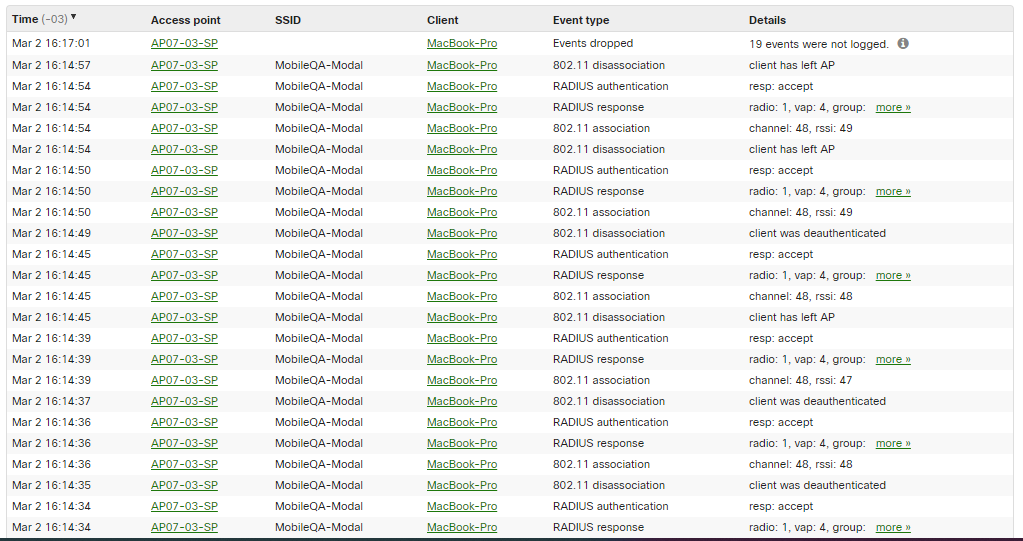 Time (-03) ▼ Access point SSID Client Event type Details
Mar 2 16:17:01 AP07-03-SP MacBook-Pro Events dropped 19 events were not logged.
Mar 2 16:14:57 AP07-03-SP MobileQA-Modal MacBook-Pro 802.11 disassociation client has left AP
Mar 2 16:14:54 AP07-03-SP MobileQA-Modal MacBook-Pro RADIUS authentication resp: accept
Mar 2 16:14:54 AP07-03-SP MobileQA-Modal MacBook-Pro RADIUS response radio: 1, vap: 4, group: more »
Mar 2 16:14:54 AP07-03-SP MobileQA-Modal MacBook-Pro 802.11 association channel: 48, rssi: 49
Mar 2 16:14:54 AP07-03-SP MobileQA-Modal MacBook-Pro 802.11 disassociation client has left AP
Mar 2 16:14:50 AP07-03-SP MobileQA-Modal MacBook-Pro RADIUS authentication resp: accept
Mar 2 16:14:50 AP07-03-SP MobileQA-Modal MacBook-Pro RADIUS response radio: 1, vap: 4, group: more »
Mar 2 16:14:50 AP07-03-SP MobileQA-Modal MacBook-Pro 802.11 association channel: 48, rssi: 49
Mar 2 16:14:49 AP07-03-SP MobileQA-Modal MacBook-Pro 802.11 disassociation client was deauthenticated
Mar 2 16:14:45 AP07-03-SP MobileQA-Modal MacBook-Pro RADIUS authentication resp: accept
Mar 2 16:14:45 AP07-03-SP MobileQA-Modal MacBook-Pro RADIUS response radio: 1, vap: 4, group: more »
Mar 2 16:14:45 AP07-03-SP MobileQA-Modal MacBook-Pro 802.11 association channel: 48, rssi: 48
Mar 2 16:14:45 AP07-03-SP MobileQA-Modal MacBook-Pro 802.11 disassociation client has left AP
Mar 2 16:14:39 AP07-03-SP MobileQA-Modal MacBook-Pro RADIUS authentication resp: accept
Mar 2 16:14:39 AP07-03-SP MobileQA-Modal MacBook-Pro RADIUS response radio: 1, vap: 4, group: more »
Mar 2 16:14:39 AP07-03-SP MobileQA-Modal MacBook-Pro 802.11 association channel: 48, rssi: 47
Mar 2 16:14:37 AP07-03-SP MobileQA-Modal MacBook-Pro 802.11 disassociation client was deauthenticated
Mar 2 16:14:36 AP07-03-SP MobileQA-Modal MacBook-Pro RADIUS authentication resp: accept
Mar 2 16:14:36 AP07-03-SP MobileQA-Modal MacBook-Pro RADIUS response radio: 1, vap: 4, group: more »
Mar 2 16:14:36 AP07-03-SP MobileQA-Modal MacBook-Pro 802.11 association channel: 48, rssi: 48
Mar 2 16:14:35 AP07-03-SP MobileQA-Modal MacBook-Pro 802.11 disassociation client was deauthenticated
Mar 2 16:14:34 AP07-03-SP MobileQA-Modal MacBook-Pro RADIUS authentication resp: accept
Mar 2 16:14:34 AP07-03-SP MobileQA-Modal MacBook-Pro RADIUS response radio: 1, vap: 4, group: more »